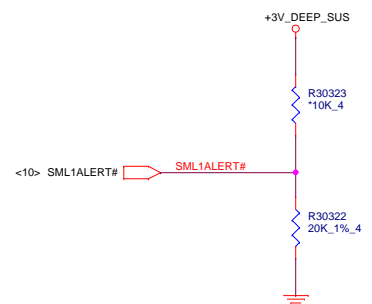 +3V_DEEP_SUS
R30323
*10K_4
<10> SML1ALERT# SML1ALERT#
R30322
20K_1%_4